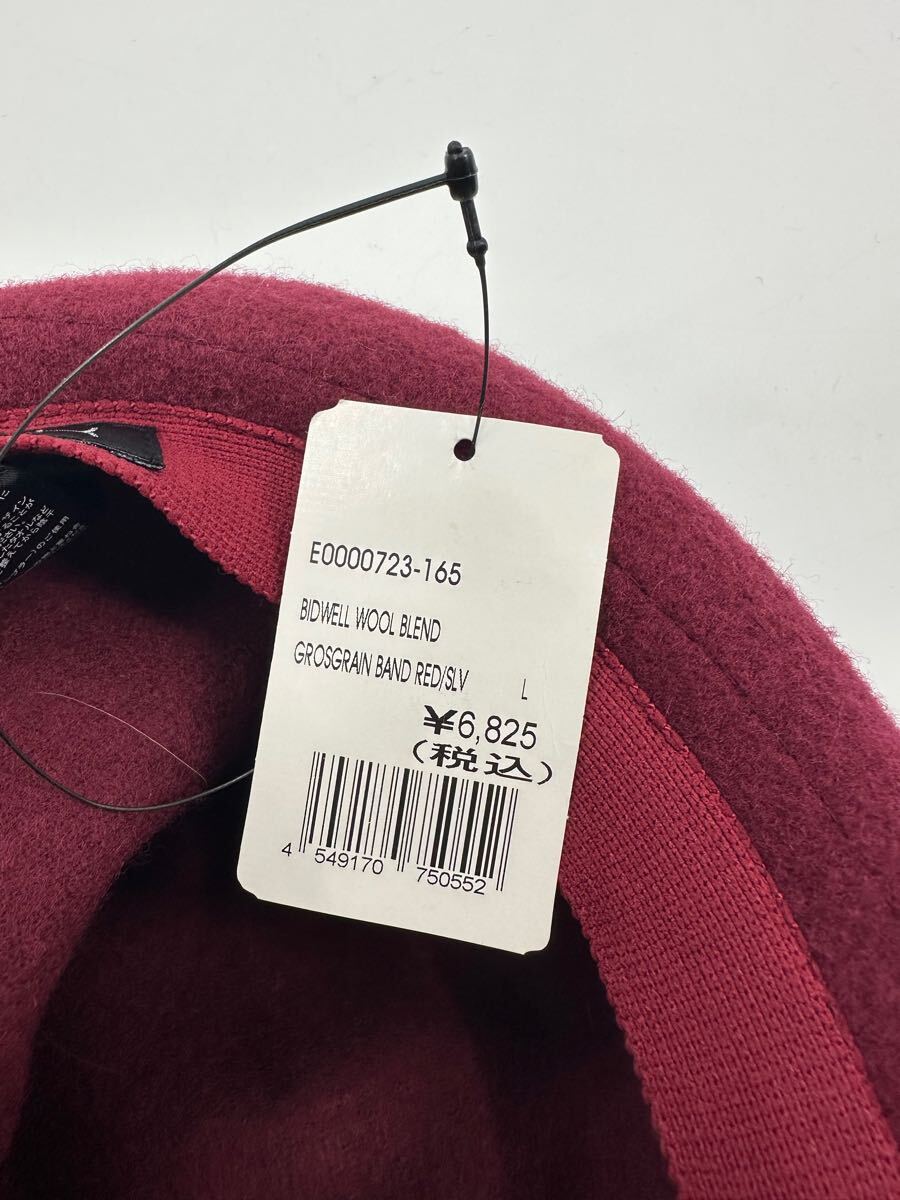 E0000723-165
BIDWELL WOOL BLEND
GROSGRAIN BAND RED/SLV L
¥6,825
(税込)
4 549170 750552